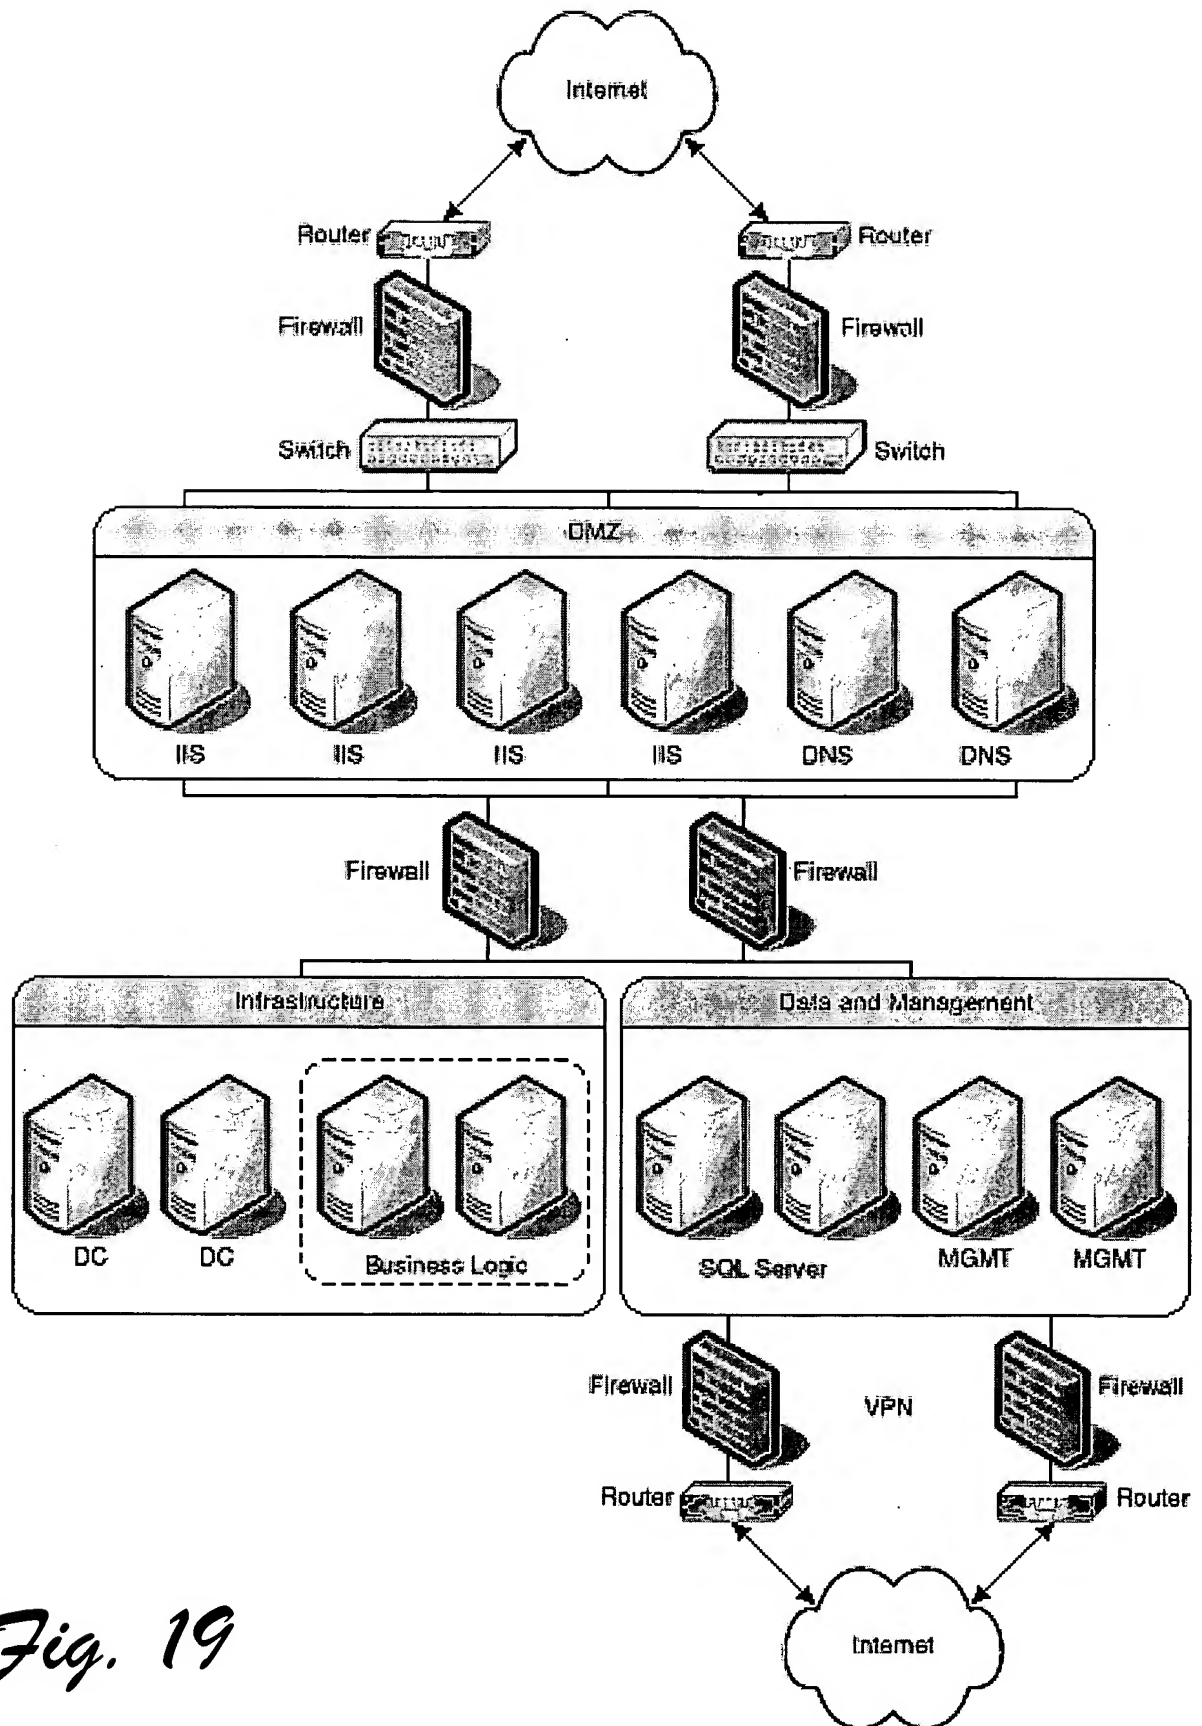 Internet
Router
Router
Firewall
Firewall
Switch
Switch
DMZ
IIS
IIS
IIS
IIS
DNS
DNS
Firewall
Firewall
Infrastructure
Data and Management
DC
DC
Business Logic
SQL Server
MGMT
MGMT
Firewall
VPN
Firewall
Router
Router
Internet
Fig. 19